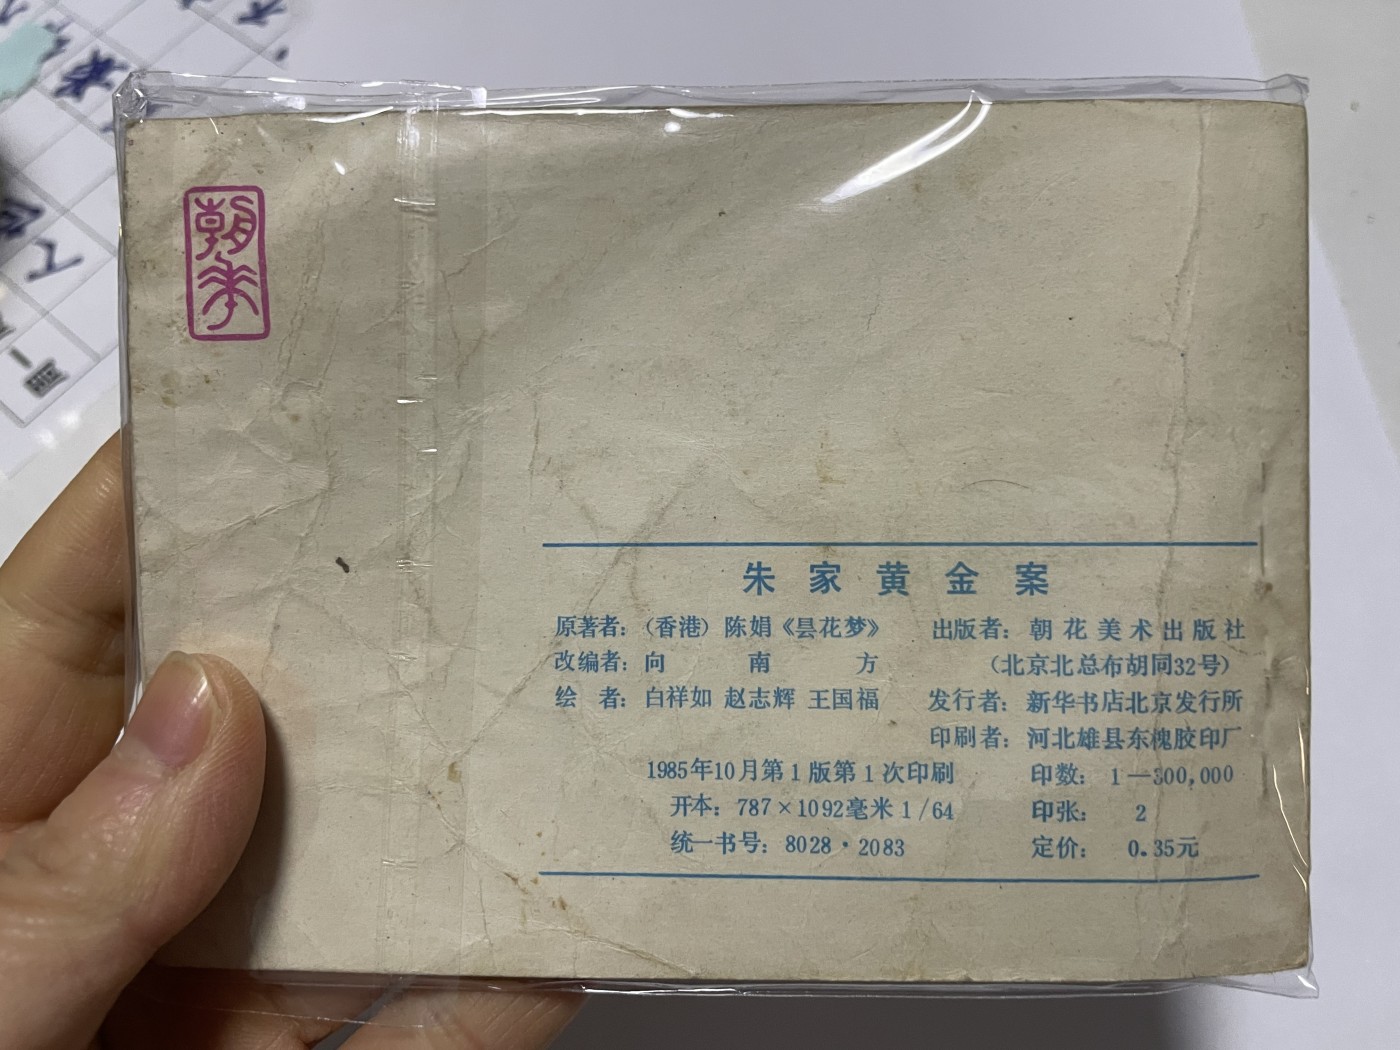 朝花
朱家黄金案
原著者：（香港）陈娟《昙花梦》
改编者：向南方
绘者：白祥如 赵志辉 王国福
出版者：朝花美术出版社
（北京北总布胡同32号）
发行者：新华书店北京发行所
印刷者：河北雄县东槐胶印厂
1985年10月第1版第1次印刷
开本：787×1092毫米1/64
统一书号：8028·2083
印数：1—300,000
印张：2
定价：0.35元